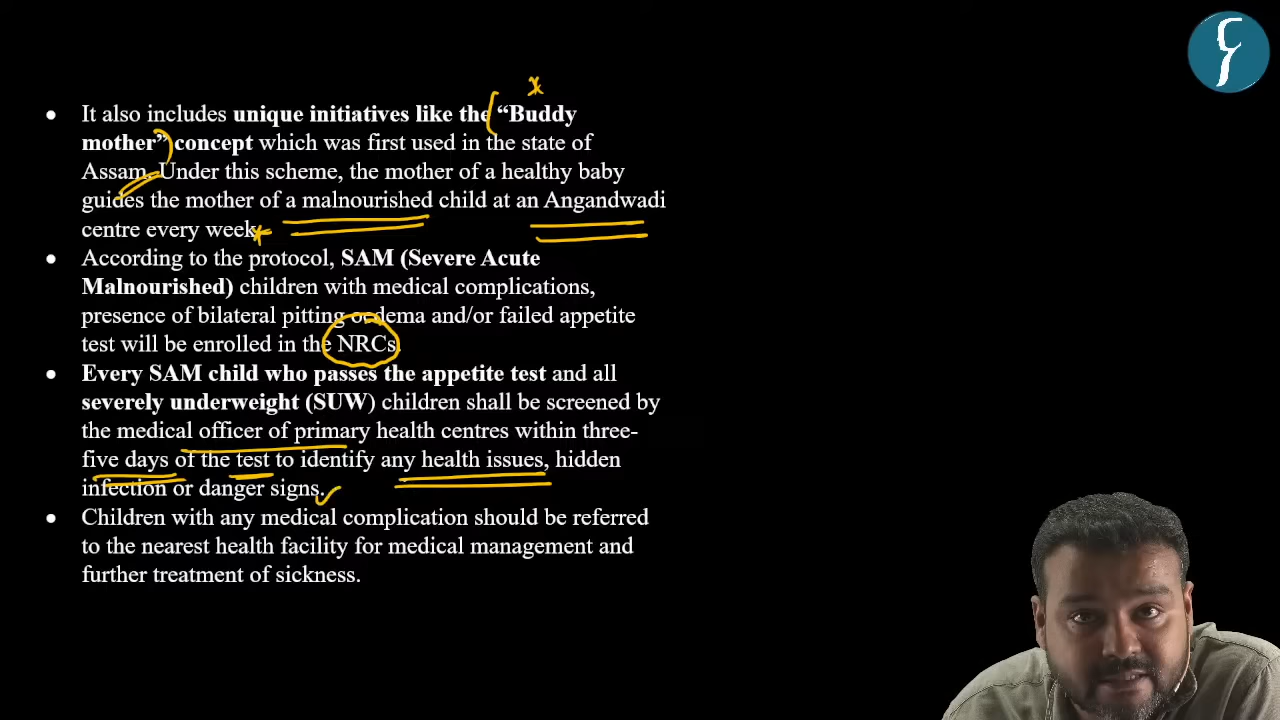 • It also includes unique initiatives like the “Buddy
mother” concept which was first used in the state of
Assam. Under this scheme, the mother of a healthy baby
guides the mother of a malnourished child at an Angandwadi
centre every week.
• According to the protocol, SAM (Severe Acute
Malnourished) children with medical complications,
presence of bilateral pitting oedema and/or failed appetite
test will be enrolled in the NRCs.
• Every SAM child who passes the appetite test and all
severely underweight (SUW) children shall be screened by
the medical officer of primary health centres within three-
five days of the test to identify any health issues, hidden
infection or danger signs.
• Children with any medical complication should be referred
to the nearest health facility for medical management and
further treatment of sickness.